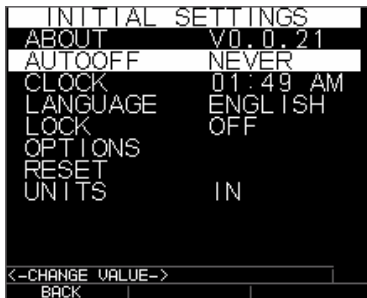 INITIAL SETTINGS
ABOUT V0.0.21
AUTOOFF NEVER
CLOCK 01:49 AM
LANGUAGE ENGLISH
LOCK OFF
OPTIONS
RESET
UNITS IN
<-CHANGE VALUE->
BACK